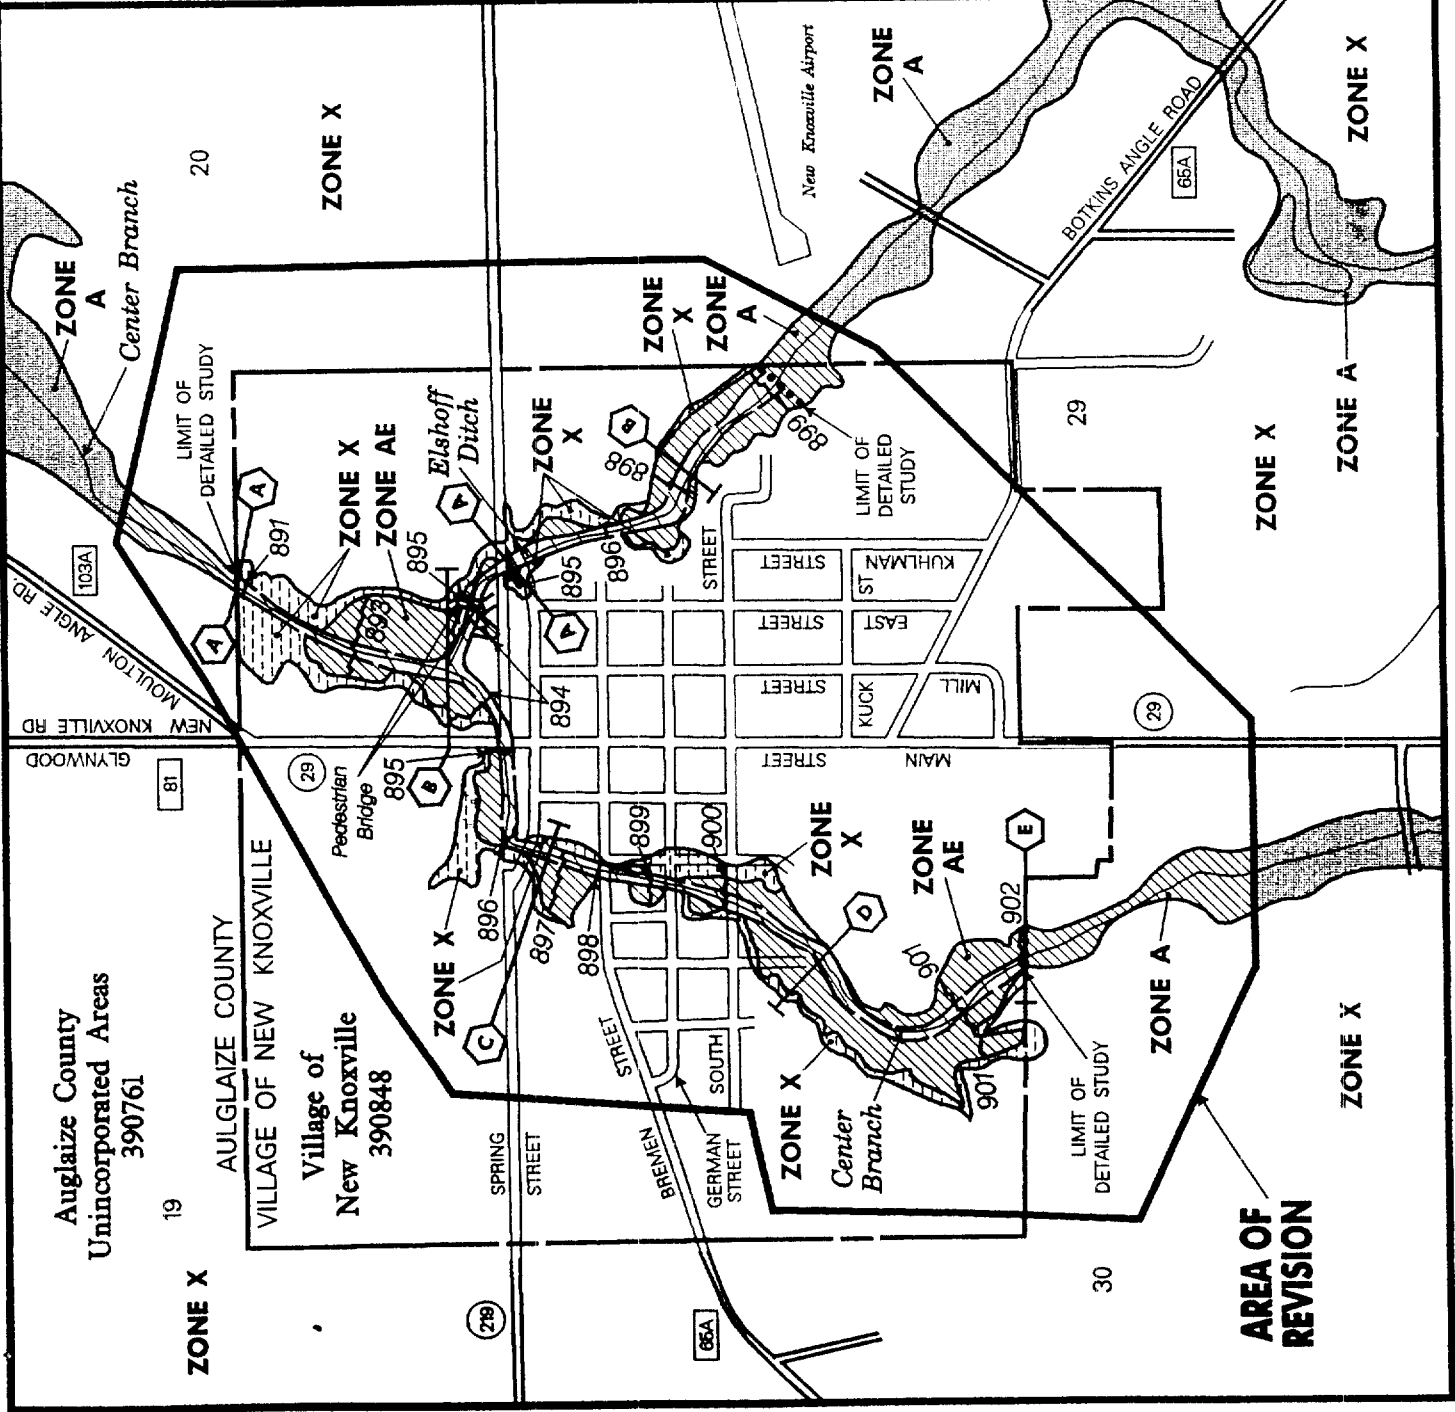 Auglaize County
Unincorporated Areas
390761
19
ZONE X
AULGLAIZE COUNTY
VILLAGE OF NEW KNOXVILLE
Village of
New Knoxville
390848
81
GLYNWOOD
NEW KNOXVILLE RD
MOULTON ANGLE RD.
103A
29
Pedestrian
Bridge
LIMIT OF
DETAILED STUDY
ZONE
A
Center Branch
20
ZONE X
A
A
891
ZONE X
ZONE AE
893
895
895
B
894
Elshoff
Ditch
A
A
895
896
ZONE
X
898
B
ZONE
X
ZONE
A
899
LIMIT OF
DETAILED
STUDY
New Knoxville Airport
ZONE
A
BOTKINS ANGLE ROAD
65A
ZONE X
ZONE A
29
ZONE X
219
SPRING
STREET
ZONE X
C
896
897
898
899
900
BREMEN
STREET
GERMAN
STREET
SOUTH
STREET
66A
MAIN
STREET
MILL
STREET
KUCK
ST
EAST
STREET
KUHLMAN
STREET
29
ZONE
X
ZONE
AE
D
E
902
901
901
ZONE X
Center
Branch
LIMIT OF
DETAILED STUDY
ZONE A
ZONE X
30
AREA OF
REVISION